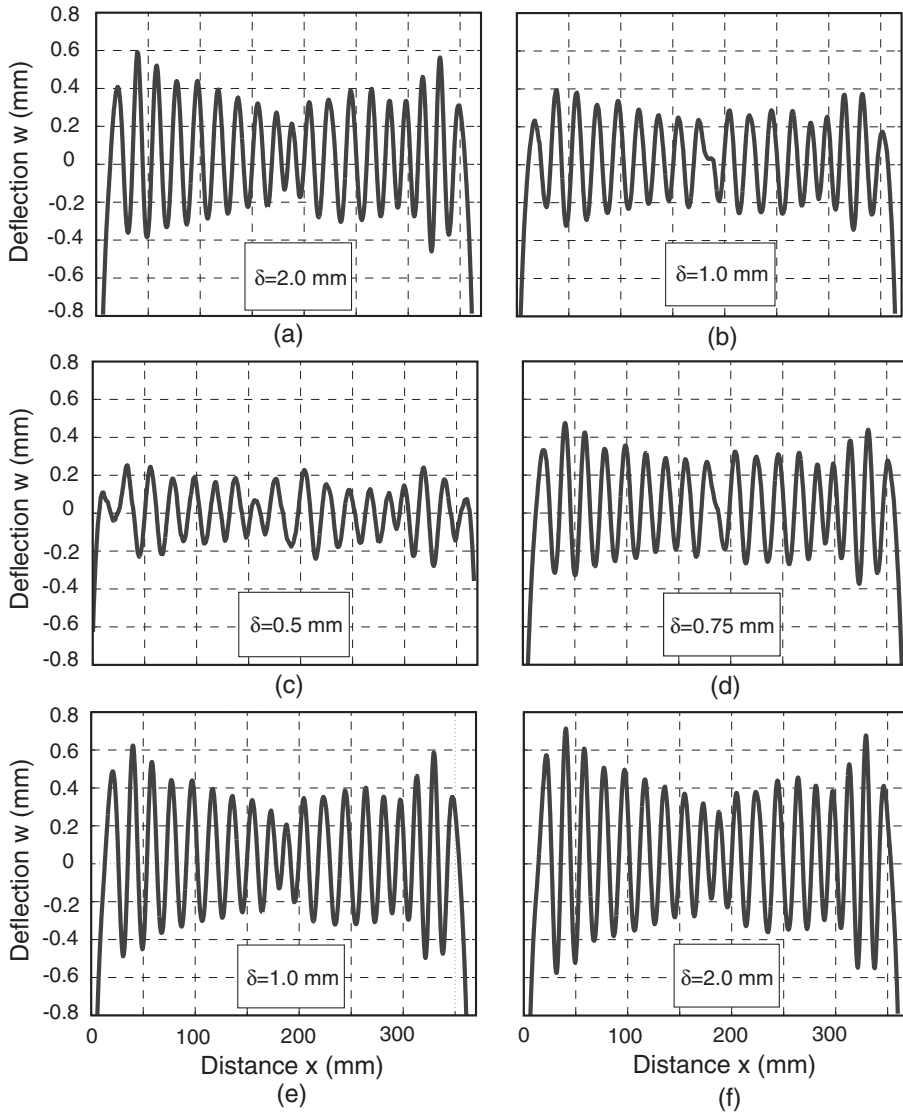 0.8
0.6
0.4
0.2
0
-0.2
-0.4
-0.6
-0.8
Deflection w (mm)
δ=2.0 mm
(a)
δ=1.0 mm
(b)
0.8
0.6
0.4
0.2
0
-0.2
-0.4
-0.6
-0.8
Deflection w (mm)
δ=0.5 mm
(c)
δ=0.75 mm
(d)
0.8
0.6
0.4
0.2
0
-0.2
-0.4
-0.6
-0.8
Deflection w (mm)
δ=1.0 mm
0 100 200 300
Distance x (mm)
(e)
δ=2.0 mm
0 100 200 300
Distance x (mm)
(f)